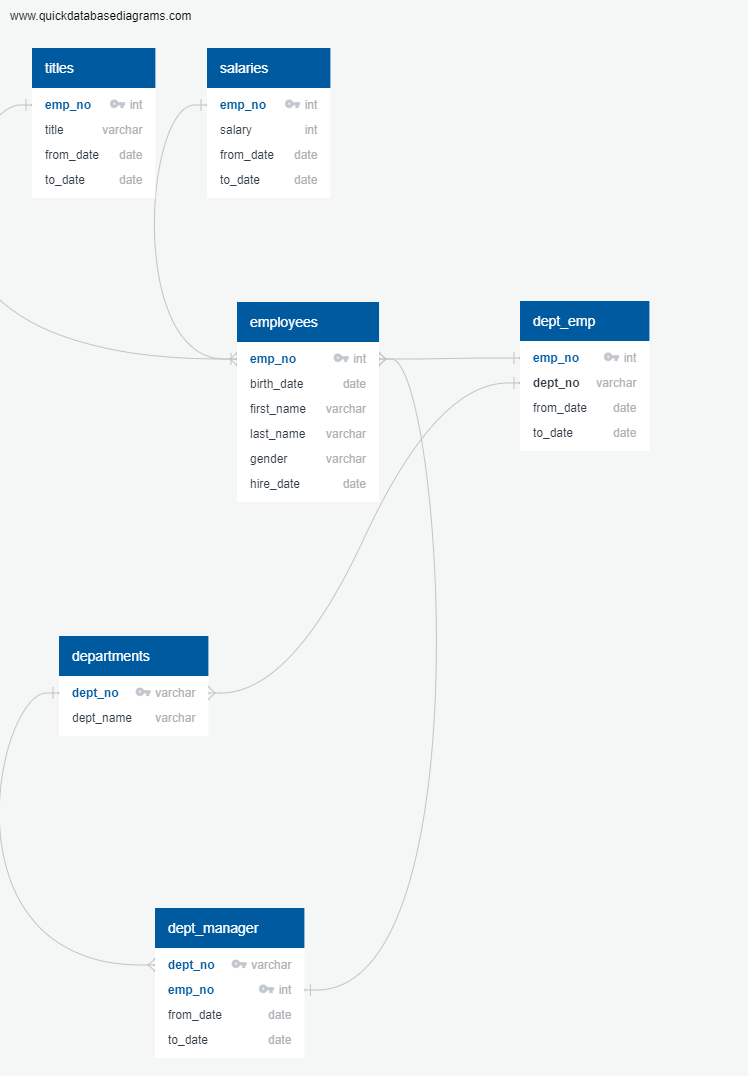 www.quickdatabasediagrams.com
titles
emp_no int
title varchar
from_date date
to_date date
salaries
emp_no int
salary int
from_date date
to_date date
employees
emp_no int
birth_date date
first_name varchar
last_name varchar
gender varchar
hire_date date
dept_emp
emp_no int
dept_no varchar
from_date date
to_date date
departments
dept_no varchar
dept_name varchar
dept_manager
dept_no varchar
emp_no int
from_date date
to_date date